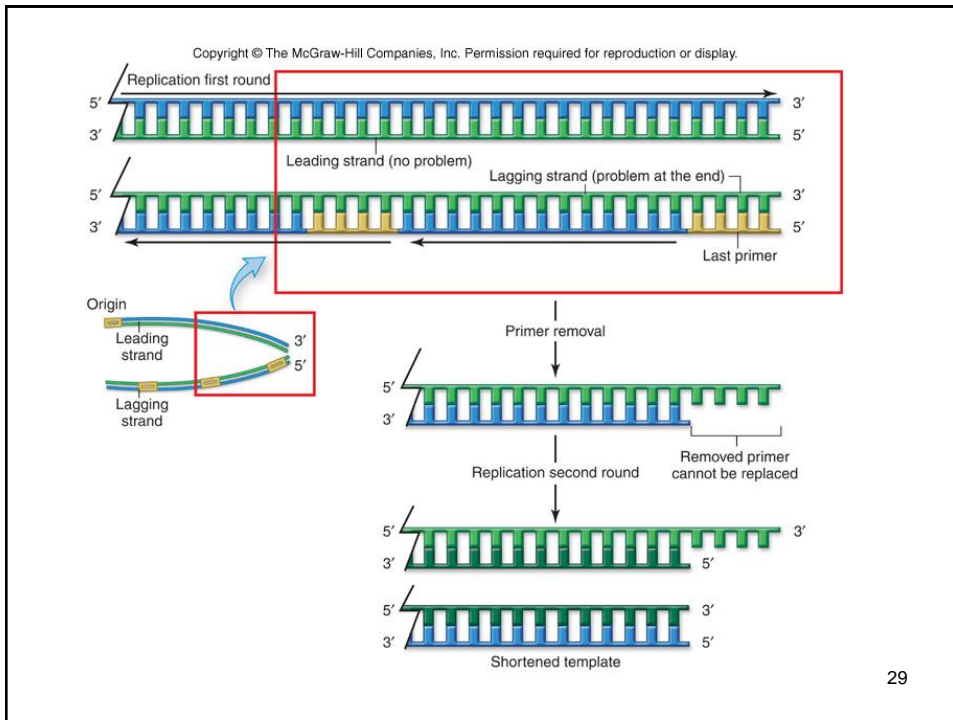 Copyright © The McGraw-Hill Companies, Inc. Permission required for reproduction or display.
Replication first round
5′ 3′
3′ 5′
Leading strand (no problem)
Lagging strand (problem at the end)
5′ 3′
3′ 5′
Last primer
Origin
Leading
strand
3′
5′
Lagging
strand
Primer removal
5′
3′
Removed primer
cannot be replaced
Replication second round
5′ 3′
3′ 5′
5′ 3′
3′ 5′
Shortened template
29